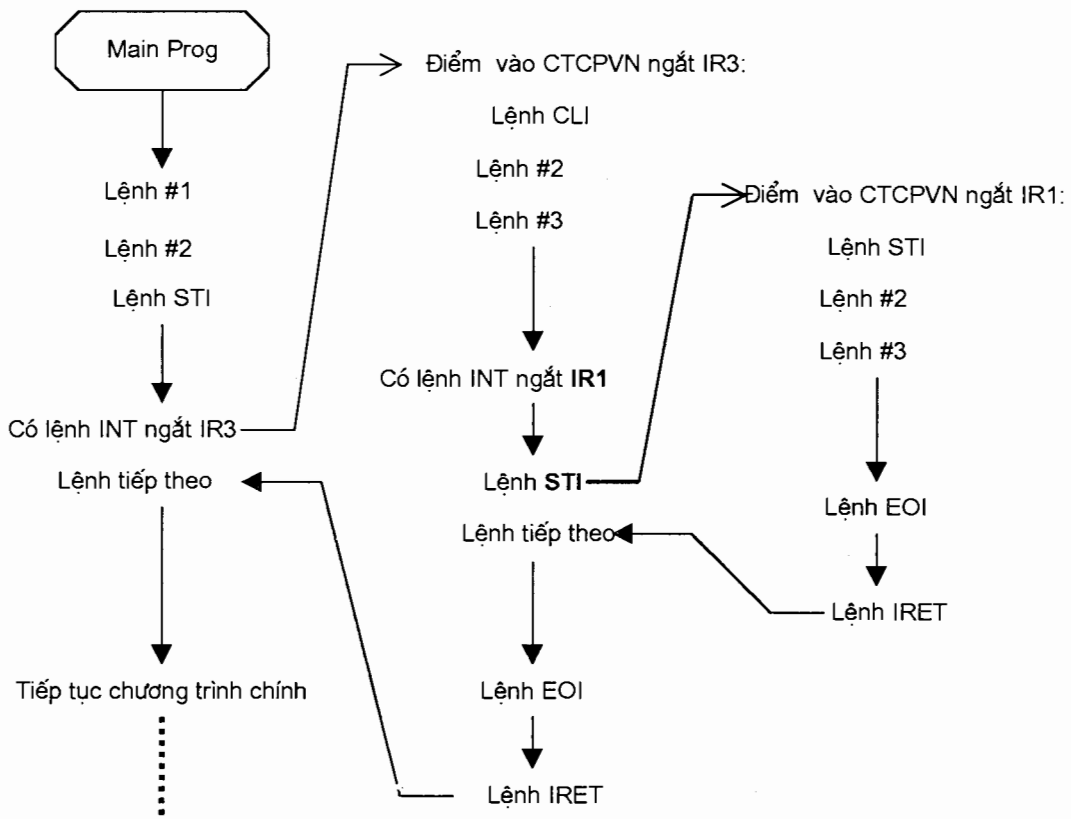 Main Prog
Lệnh #1
Lệnh #2
Lệnh STI
Có lệnh INT ngắt IR3
Lệnh tiếp theo
Tiếp tục chương trình chính
Điểm vào CTCPVN ngắt IR3:
Lệnh CLI
Lệnh #2
Lệnh #3
Có lệnh INT ngắt IR1
Lệnh STI
Lệnh tiếp theo
Lệnh EOI
Lệnh IRET
Điểm vào CTCPVN ngắt IR1:
Lệnh STI
Lệnh #2
Lệnh #3
Lệnh EOI
Lệnh IRET